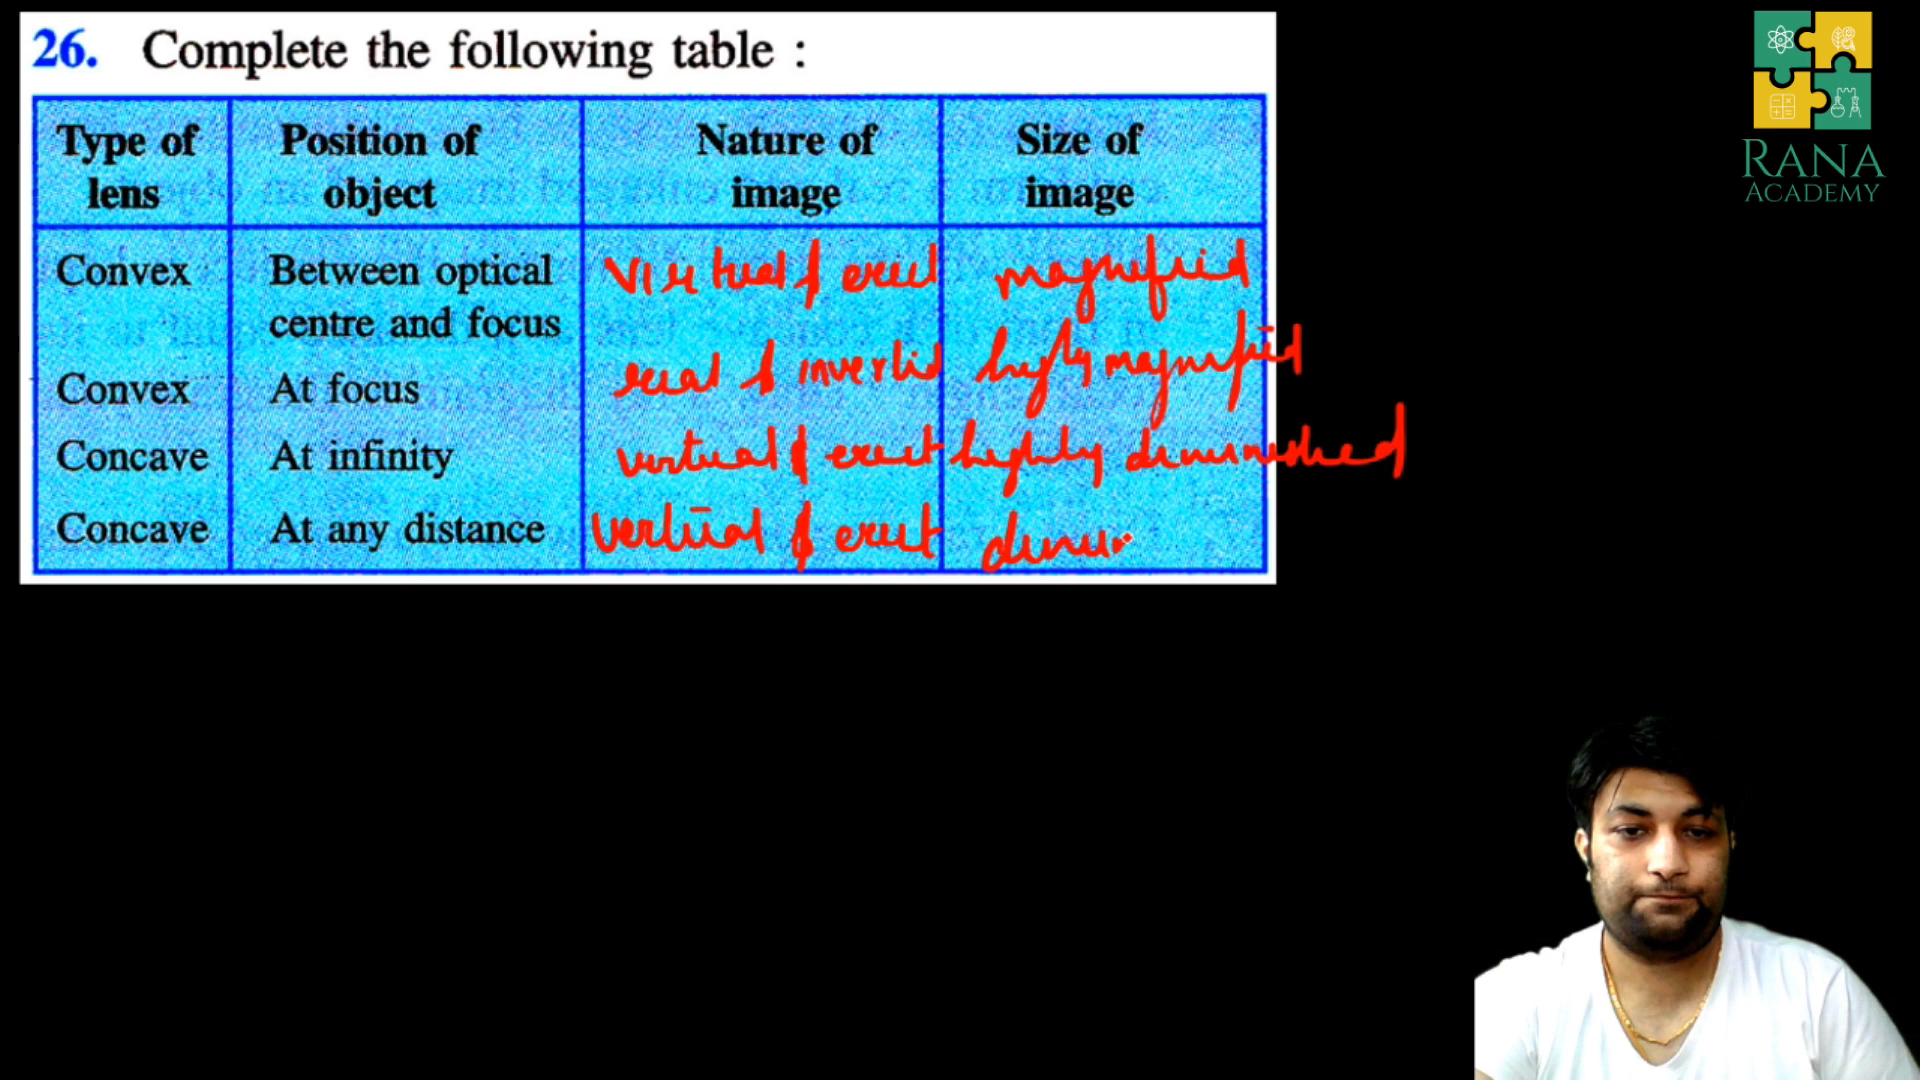 26. Complete the following table :
Type of lens Position of object Nature of image Size of image
Convex Between optical centre and focus virtual & erect magnified
Convex At focus real & inverted highly magnified
Concave At infinity virtual & erect highly diminished
Concave At any distance vertual & erect dimin
RANA
ACADEMY